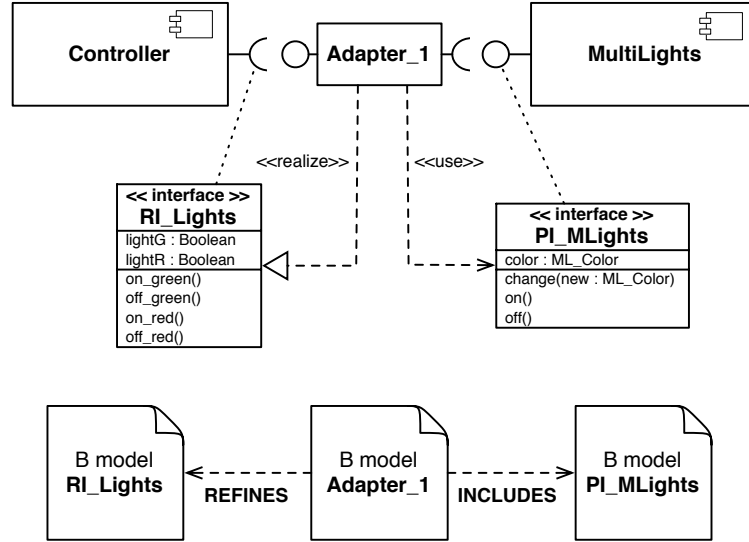 Controller
Adapter_1
MultiLights
<<realize>>
<<use>>
<< interface >>
RI_Lights
lightG : Boolean
lightR : Boolean
on_green()
off_green()
on_red()
off_red()
<< interface >>
PI_MLights
color : ML_Color
change(new : ML_Color)
on()
off()
B model
RI_Lights
REFINES
B model
Adapter_1
INCLUDES
B model
PI_MLights